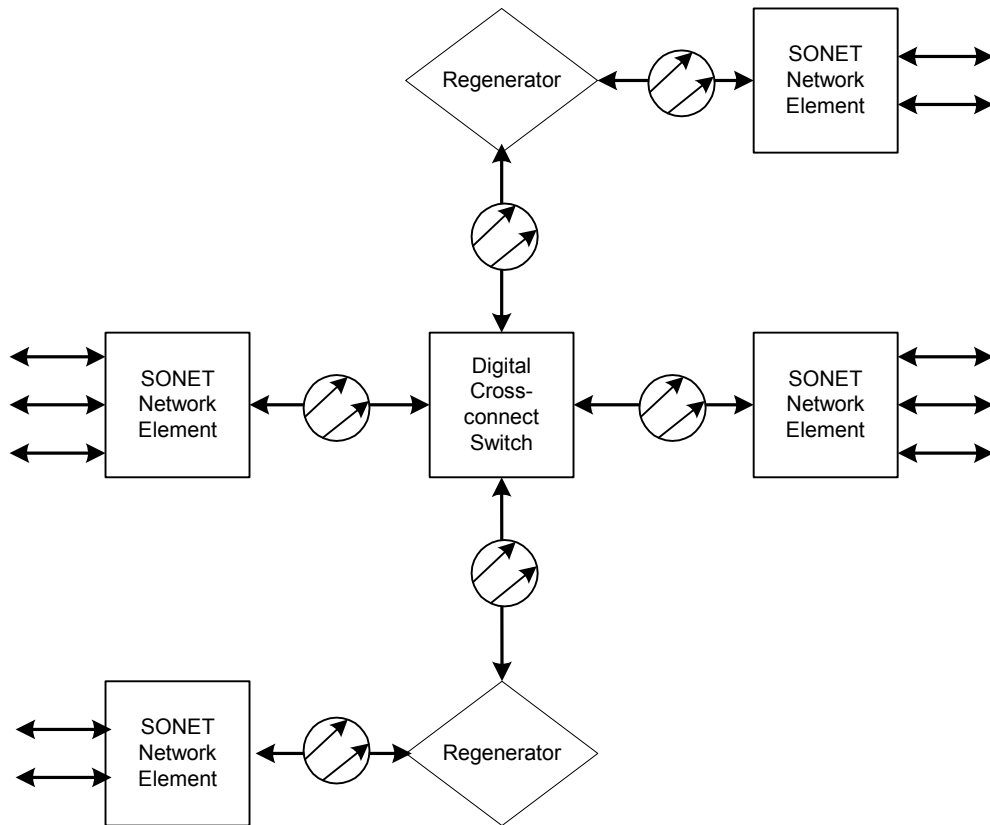 Regenerator
SONET
Network
Element
SONET
Network
Element
Digital
Cross-
connect
Switch
SONET
Network
Element
SONET
Network
Element
Regenerator